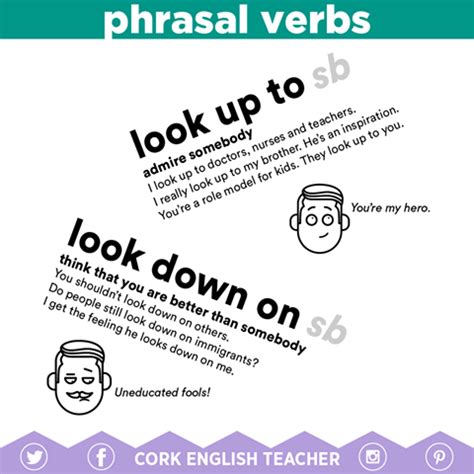 phrasal verbs
look up to sb
admire somebody
I look up to doctors, nurses and teachers.
I really look up to my brother. He's an inspiration.
You're a role model for kids. They look up to you.
You're my hero.
look down on sb
think that you are better than somebody
You shouldn't look down on others.
Do people still look down on immigrants?
I get the feeling he looks down on me.
Uneducated fools!
CORK ENGLISH TEACHER